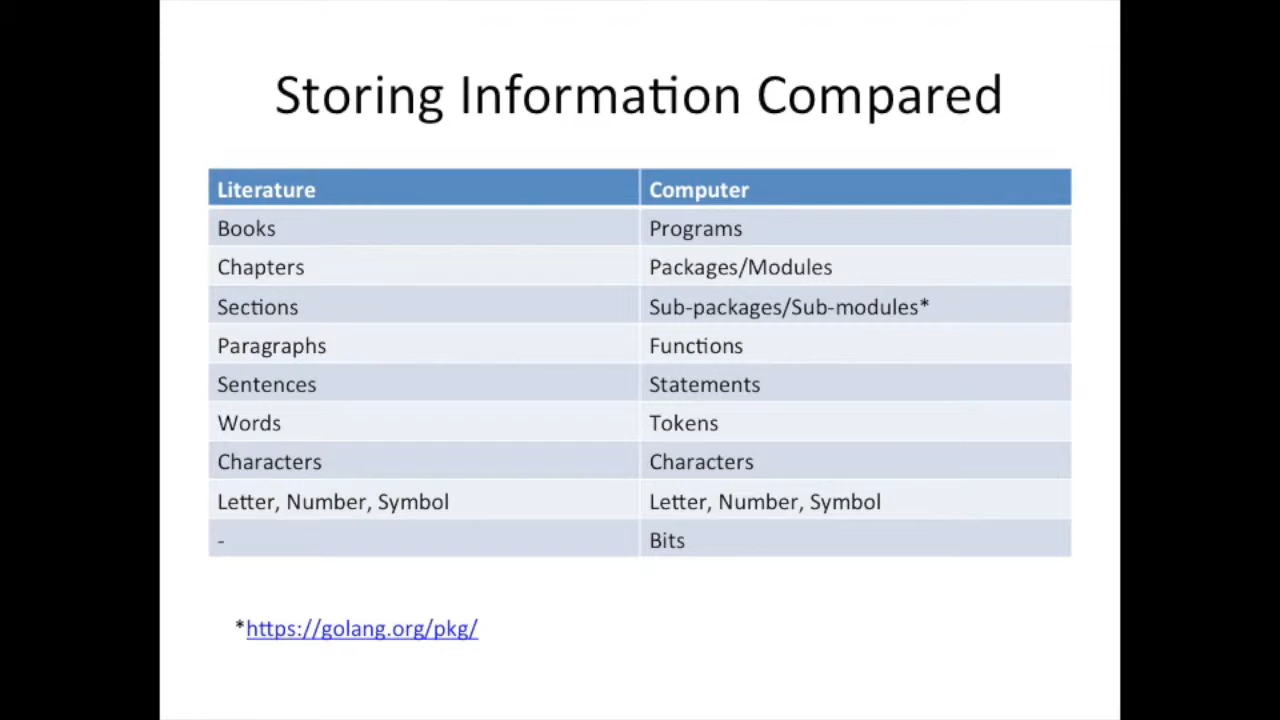 Storing Information Compared
Literature Computer
Books Programs
Chapters Packages/Modules
Sections Sub-packages/Sub-modules*
Paragraphs Functions
Sentences Statements
Words Tokens
Characters Characters
Letter, Number, Symbol Letter, Number, Symbol
- Bits
*https://golang.org/pkg/